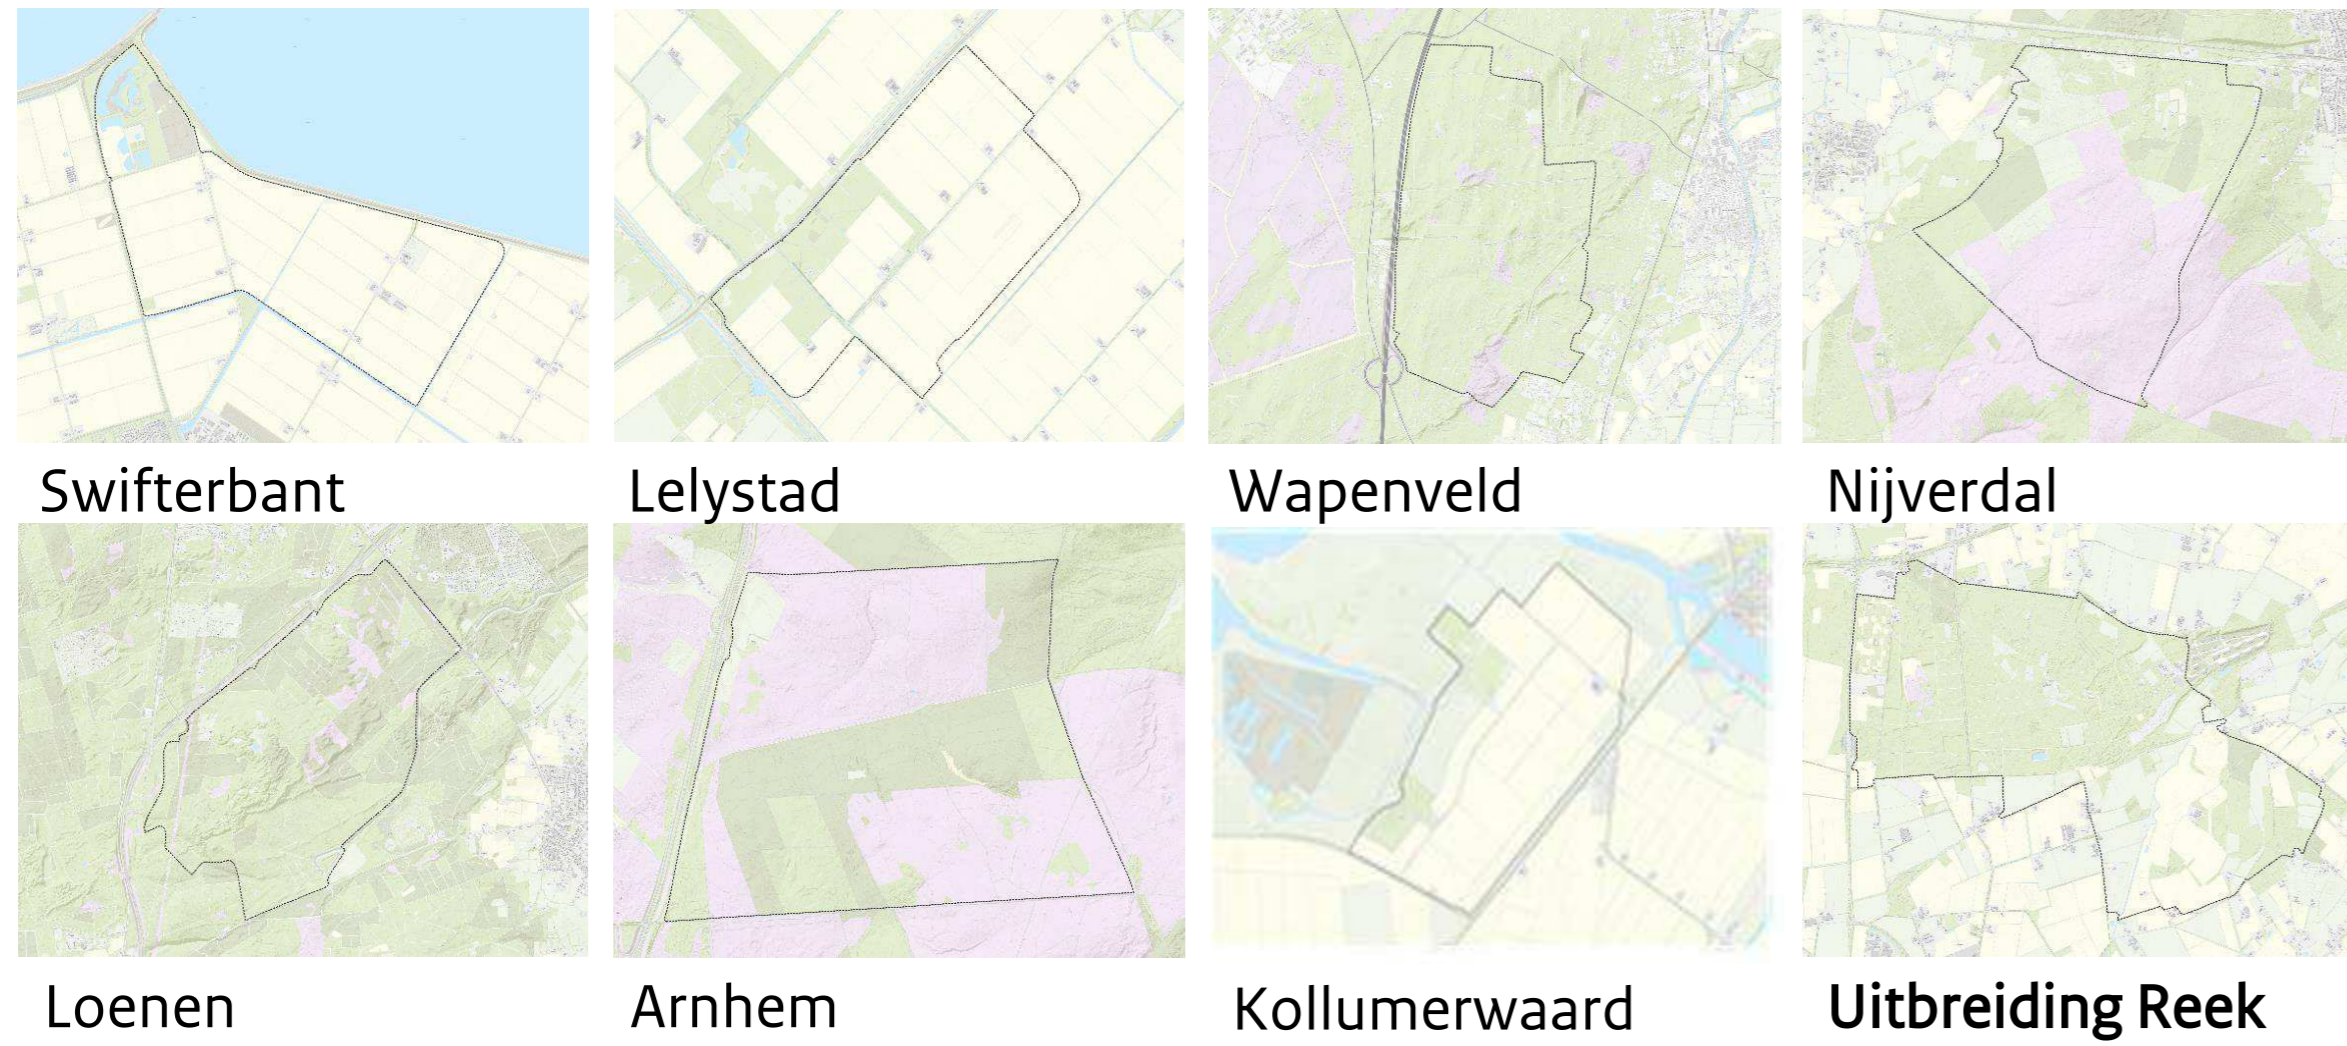 Swifterbant
Lelystad
Wapenveld
Nijverdal
Loenen
Arnhem
Kollumerwaard
Uitbreiding Reek